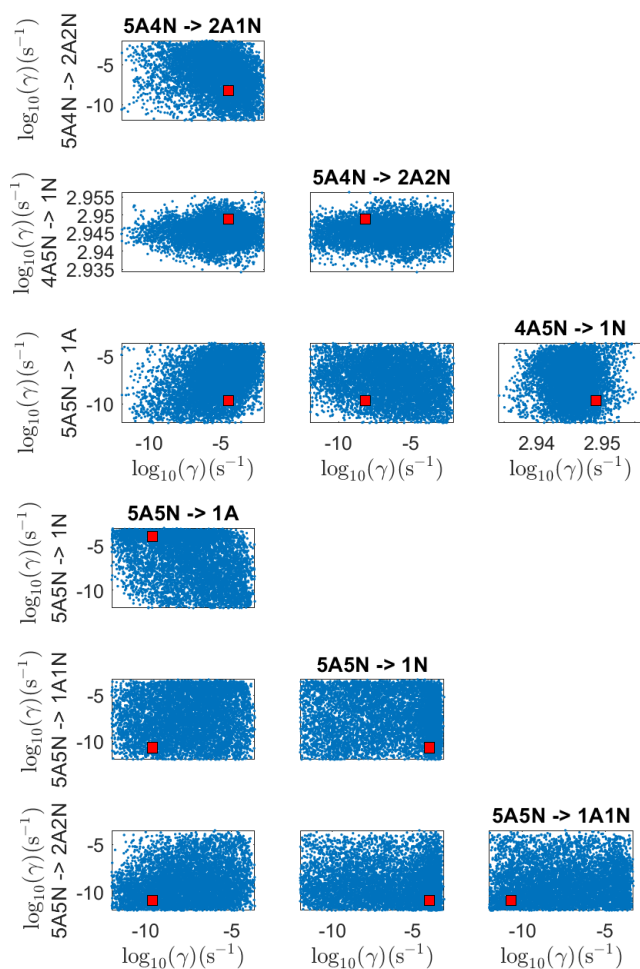 5A4N -> 2A1N
log₁₀(γ)(s⁻¹)
5A4N -> 2A2N
-5
-10
5A4N -> 2A2N
log₁₀(γ)(s⁻¹)
4A5N -> 1N
2.955
2.95
2.945
2.94
2.935
4A5N -> 1N
log₁₀(γ)(s⁻¹)
5A5N -> 1A
-5
-10
-10 -5
-10 -5
2.94 2.95
log₁₀(γ)(s⁻¹)
log₁₀(γ)(s⁻¹)
log₁₀(γ)(s⁻¹)
5A5N -> 1A
log₁₀(γ)(s⁻¹)
5A5N -> 1N
-5
-10
5A5N -> 1N
log₁₀(γ)(s⁻¹)
5A5N -> 1A1N
-5
-10
5A5N -> 1A1N
log₁₀(γ)(s⁻¹)
5A5N -> 2A2N
-5
-10
-10 -5
-10 -5
-10 -5
log₁₀(γ)(s⁻¹)
log₁₀(γ)(s⁻¹)
log₁₀(γ)(s⁻¹)